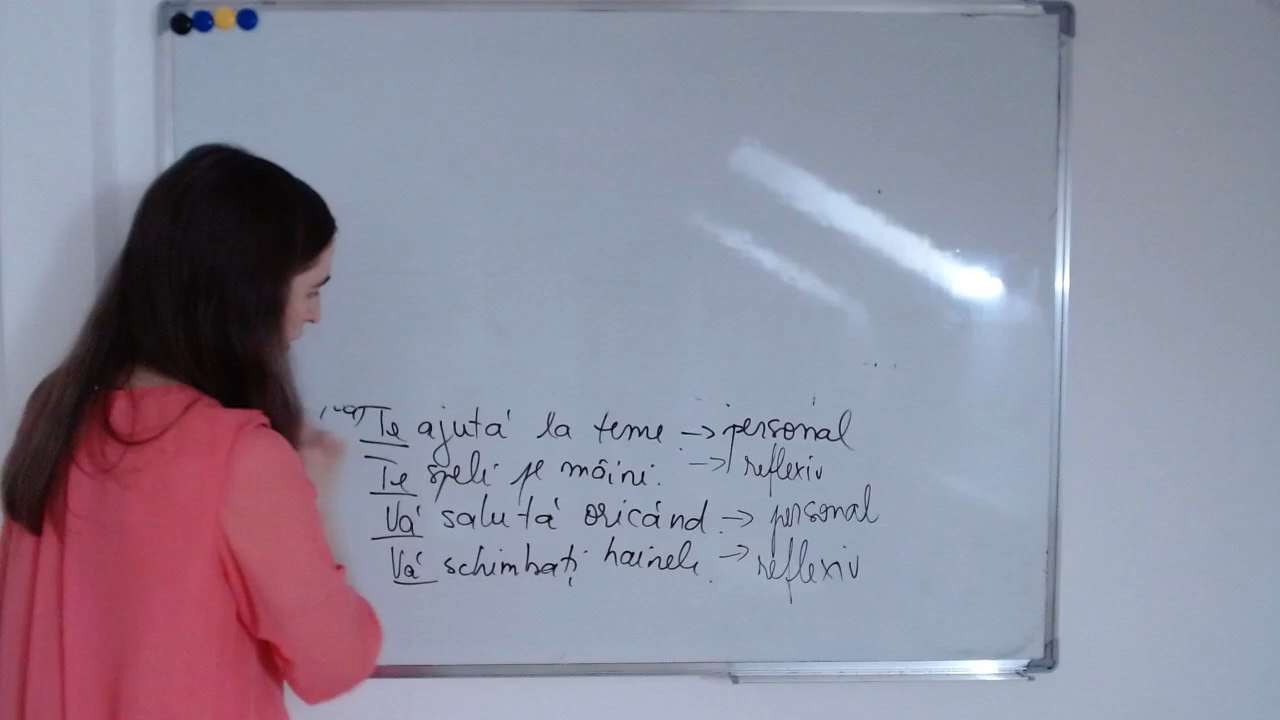 Te ajută la teme → personal
Te speli pe mâini. → reflexiv
Vă salută oricând → personal
Vă schimbați hainele. → reflexiv